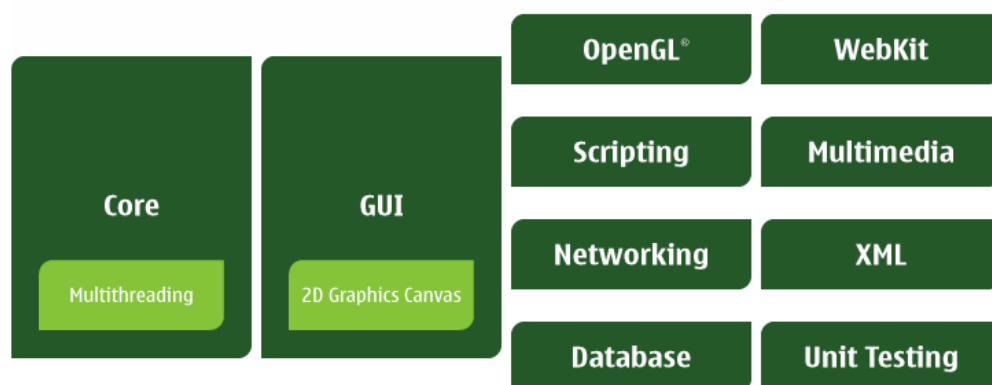 Core
Multithreading
GUI
2D Graphics Canvas
OpenGL®
WebKit
Scripting
Multimedia
Networking
XML
Database
Unit Testing